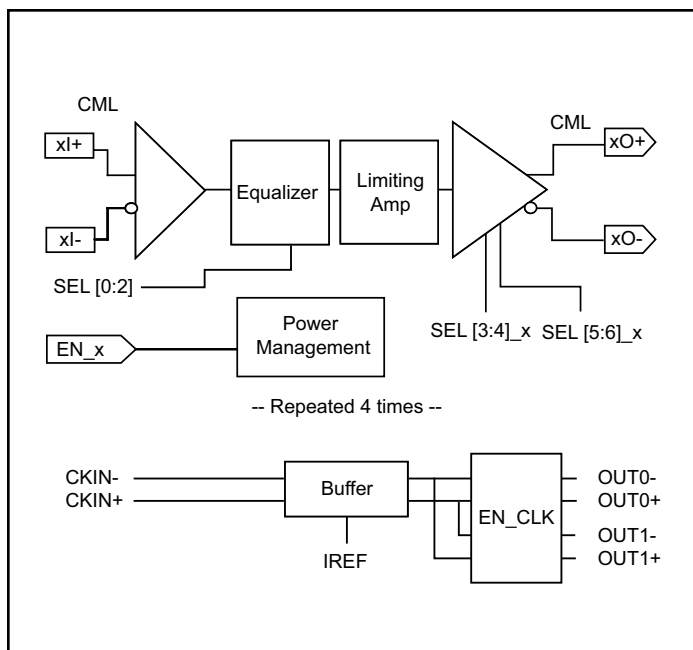 CML
xI+
xI-
Equalizer
Limiting
Amp
CML
xO+
xO-
SEL [0:2]
SEL [3:4]_x
SEL [5:6]_x
EN_x
Power
Management
-- Repeated 4 times --
CKIN-
CKIN+
Buffer
IREF
EN_CLK
OUT0-
OUT0+
OUT1-
OUT1+